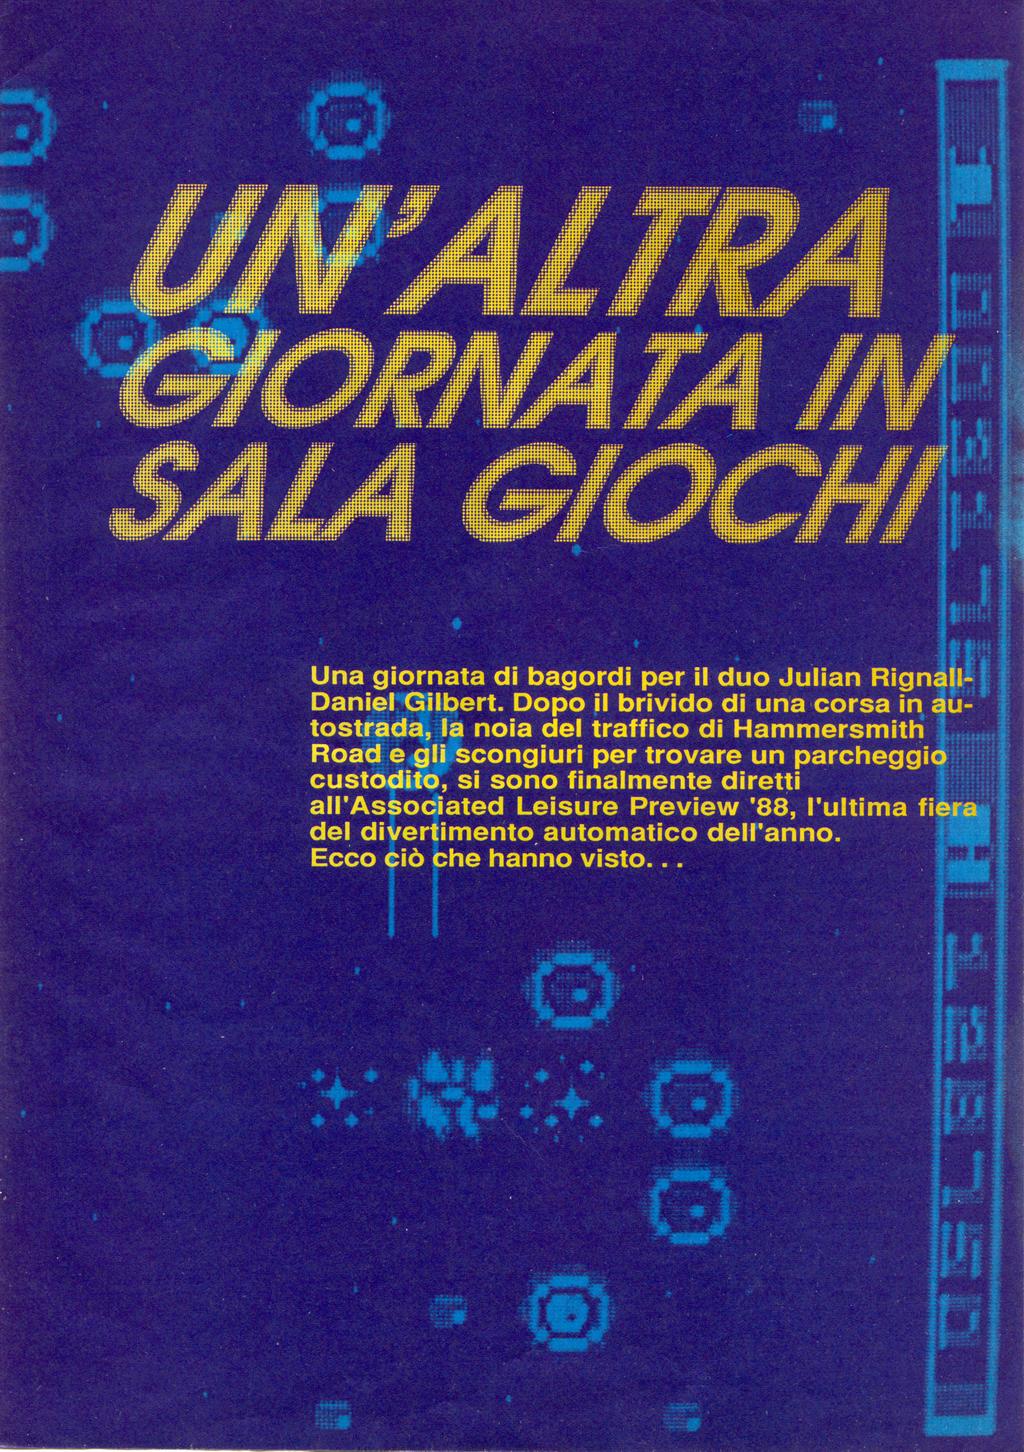 UN'ALTRA
GIORNATA IN
SALA GIOCHI
Una giornata di bagordi per il duo Julian Rignall-
Daniel Gilbert. Dopo il brivido di una corsa in au-
tostrada, la noia del traffico di Hammersmith
Road e gli scongiuri per trovare un parcheggio
custodito, si sono finalmente diretti
all'Associated Leisure Preview '88, l'ultima fiera
del divertimento automatico dell'anno.
Ecco ciò che hanno visto...